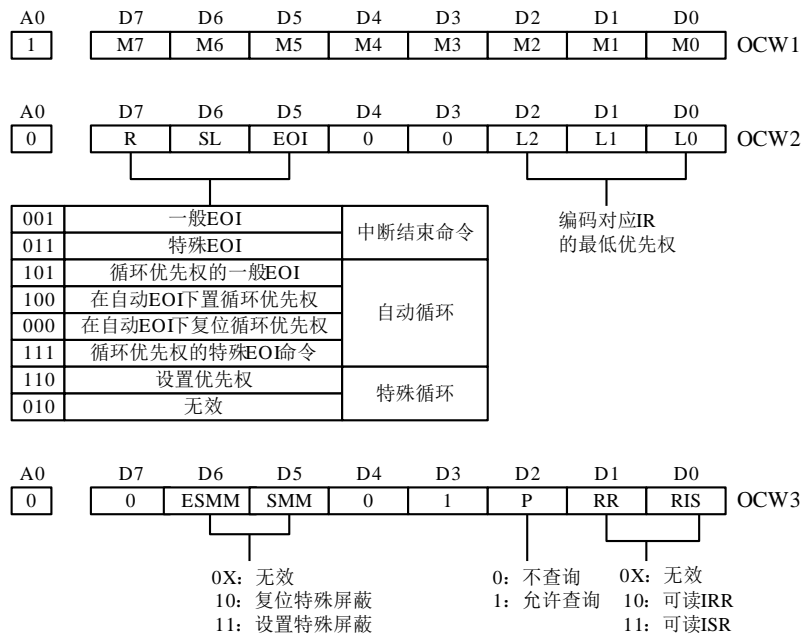 A0 D7 D6 D5 D4 D3 D2 D1 D0
1 M7 M6 M5 M4 M3 M2 M1 M0 OCW1
A0 D7 D6 D5 D4 D3 D2 D1 D0
0 R SL EOI 0 0 L2 L1 L0 OCW2
001 一般EOI 中断结束命令
011 特殊EOI
101 循环优先权的一般EOI 自动循环
100 在自动EOI下置循环优先权
000 在自动EOI下复位循环优先权
111 循环优先权的特殊EOI命令
110 设置优先权 特殊循环
010 无效
编码对应IR
的最低优先权
A0 D7 D6 D5 D4 D3 D2 D1 D0
0 0 ESMM SMM 0 1 P RR RIS OCW3
0X: 无效
10: 复位特殊屏蔽
11: 设置特殊屏蔽
0: 不查询
1: 允许查询
0X: 无效
10: 可读IRR
11: 可读ISR